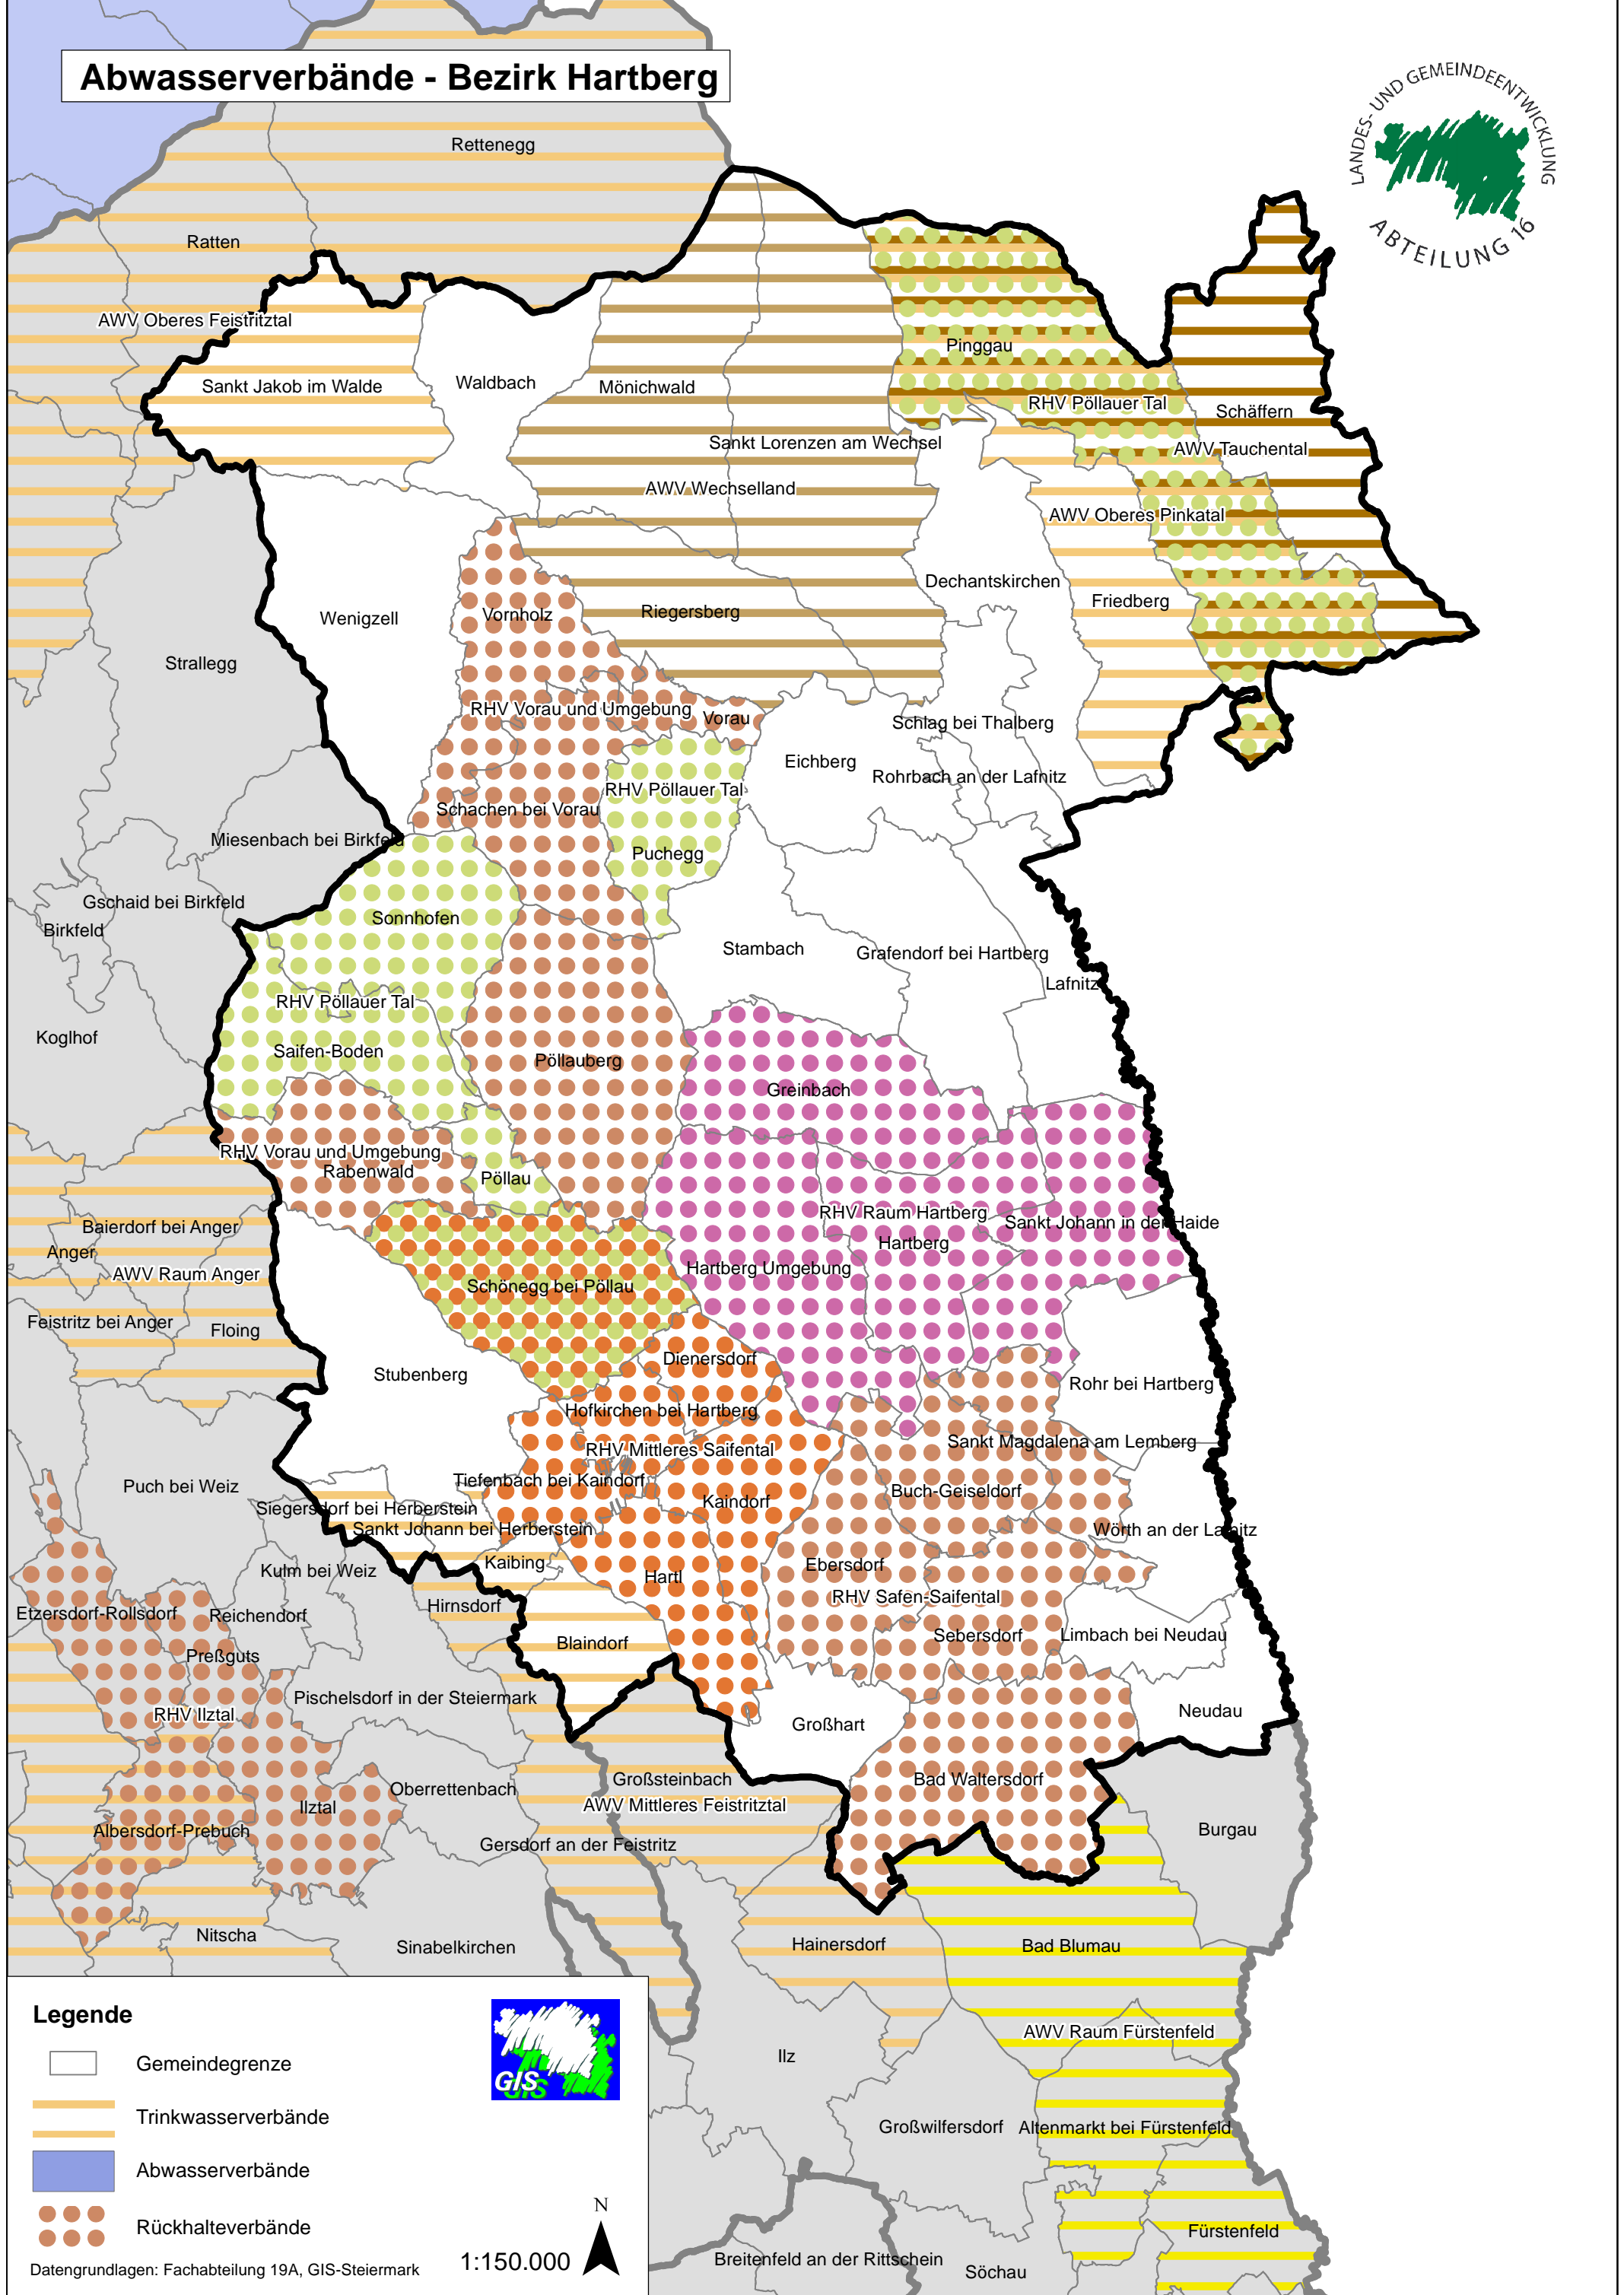 Abwasserverbände - Bezirk Hartberg
LANDES- UND GEMEINDEENTWICKLUNG
ABTEILUNG 16
Rettenegg
Ratten
AWV Oberes Feistritztal
Sankt Jakob im Walde
Waldbach
Mönichwald
Pinggau
RHV Pöllauer Tal
Schäffern
Sankt Lorenzen am Wechsel
AWV Tauchental
AWV Wechselland
AWV Oberes Pinkatal
Dechantskirchen
Friedberg
Wenigzell
Vornholz
Riegersberg
Strallegg
RHV Vorau und Umgebung
Vorau
Schlag bei Thalberg
Eichberg
Rohrbach an der Lafnitz
RHV Pöllauer Tal
Schachen bei Vorau
Miesenbach bei Birkfeld
Puchegg
Gschaid bei Birkfeld
Sonnhofen
Birkfeld
Stambach
Grafendorf bei Hartberg
Lafnitz
RHV Pöllauer Tal
Koglhof
Saifen-Boden
Pöllauberg
Greinbach
RHV Vorau und Umgebung
Rabenwald
Pöllau
Baierdorf bei Anger
RHV Raum Hartberg
Sankt Johann in der Haide
Anger
Hartberg
AWV Raum Anger
Hartberg Umgebung
Schönegg bei Pöllau
Feistritz bei Anger
Floing
Dienersdorf
Stubenberg
Rohr bei Hartberg
Hofkirchen bei Hartberg
Sankt Magdalena am Lemberg
RHV Mittleres Saifental
Tiefenbach bei Kaindorf
Puch bei Weiz
Buch-Geiseldorf
Kaindorf
Siegersdorf bei Herberstein
Sankt Johann bei Herberstein
Wörth an der Lafnitz
Kaibing
Ebersdorf
Kulm bei Weiz
Hartl
RHV Safen-Saifental
Hirnsdorf
Etzersdorf-Rollsdorf
Reichendorf
Blaindorf
Sebersdorf
Limbach bei Neudau
Preßguts
Pischelsdorf in der Steiermark
RHV Ilztal
Neudau
Großhart
Großsteinbach
Bad Waltersdorf
Oberrettenbach
AWV Mittleres Feistritztal
Ilztal
Albersdorf-Prebuch
Burgau
Gersdorf an der Feistritz
Nitscha
Sinabelkirchen
Hainersdorf
Bad Blumau
AWV Raum Fürstenfeld
Ilz
Großwilfersdorf
Altenmarkt bei Fürstenfeld
Fürstenfeld
Breitenfeld an der Rittschein
Söchau
Legende
GIS
Gemeindegrenze
Trinkwasserverbände
Abwasserverbände
Rückhalteverbände
N
1:150.000
Datengrundlagen: Fachabteilung 19A, GIS-Steiermark